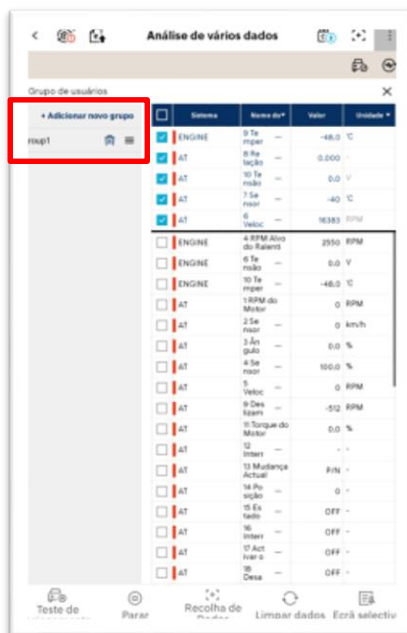 Análise de vários dados
Grupo de usuários
+ Adicionar novo grupo
roup1
Sistema Nome do Valor Unidade
ENGINE 9 Te -48.0 °C
mper
AT 8 Re 0.000 -
lação
AT 10 Te 0.0 V
nsão
AT 7 Se -40 °C
nsor
AT 6 16383 RPM
Veloc
ENGINE 4 RPM Alvo 2550 RPM
do Ralenti
ENGINE 6 Te 0.0 V
nsão
ENGINE 10 Te -48.0 °C
mper
AT 1 RPM do 0 RPM
Motor
AT 2 Se 0 km/h
nsor
AT 3 Ân 0.0 %
gulo
AT 4 Se 100.0 %
nsor
AT 5 0 RPM
Veloc
AT 9 Des -512 RPM
lizam
AT 11 Torque do 0.0 %
Motor
AT 12 - -
Interr
AT 13 Mudança P/N -
Actual
AT 14 Po 0 -
sição
AT 15 Es OFF -
tado
AT 16 OFF -
Interr
AT 17 Act OFF -
ivar o
AT 18 OFF -
Desa
Teste de Parar Recolha de Limpar dados Ecrã selectiv
Dados